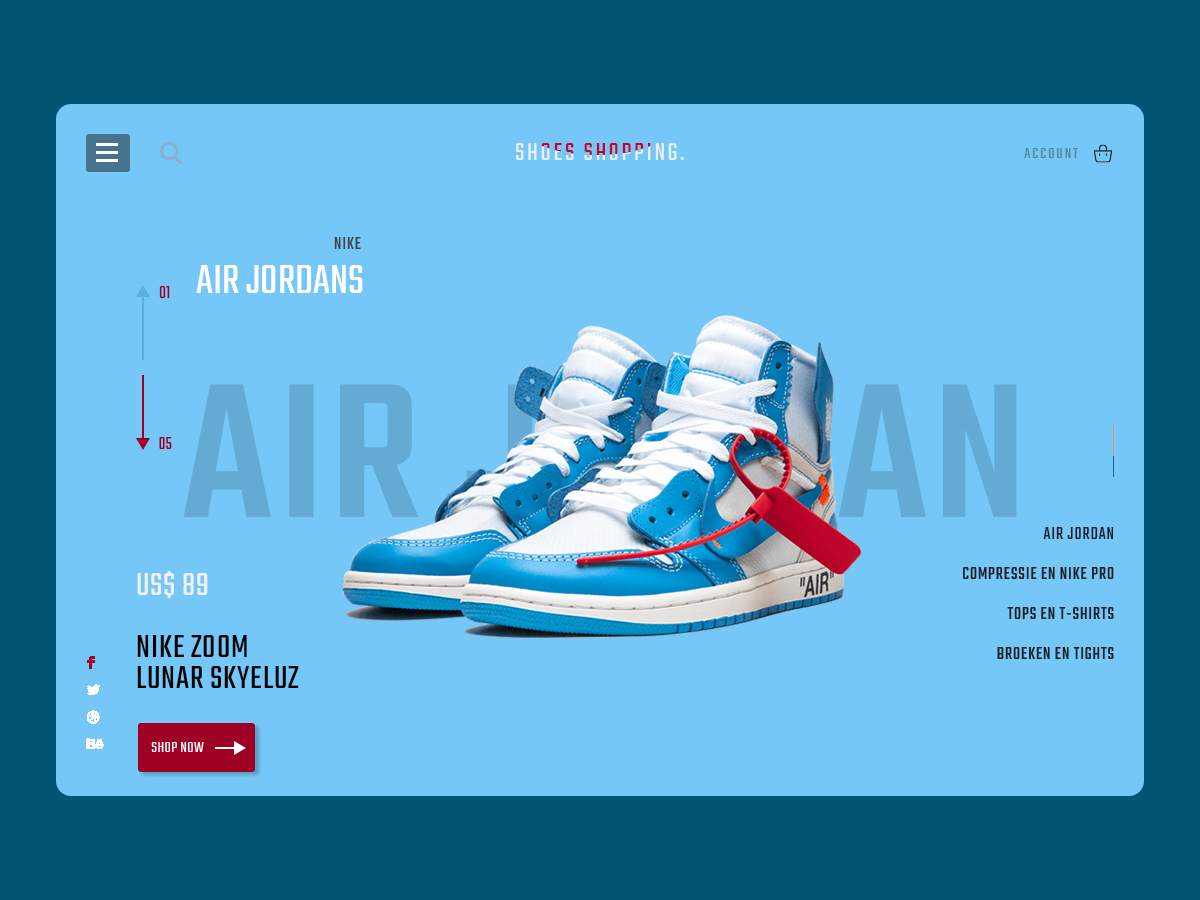 SHOES SHOPPING.
ACCOUNT
NIKE
AIR JORDANS
01
05
AIR J DAN
"AIR"
AIR JORDAN
COMPRESSIE EN NIKE PRO
TOPS EN T-SHIRTS
BROEKEN EN TIGHTS
US$ 89
NIKE ZOOM
LUNAR SKYELUZ
SHOP NOW